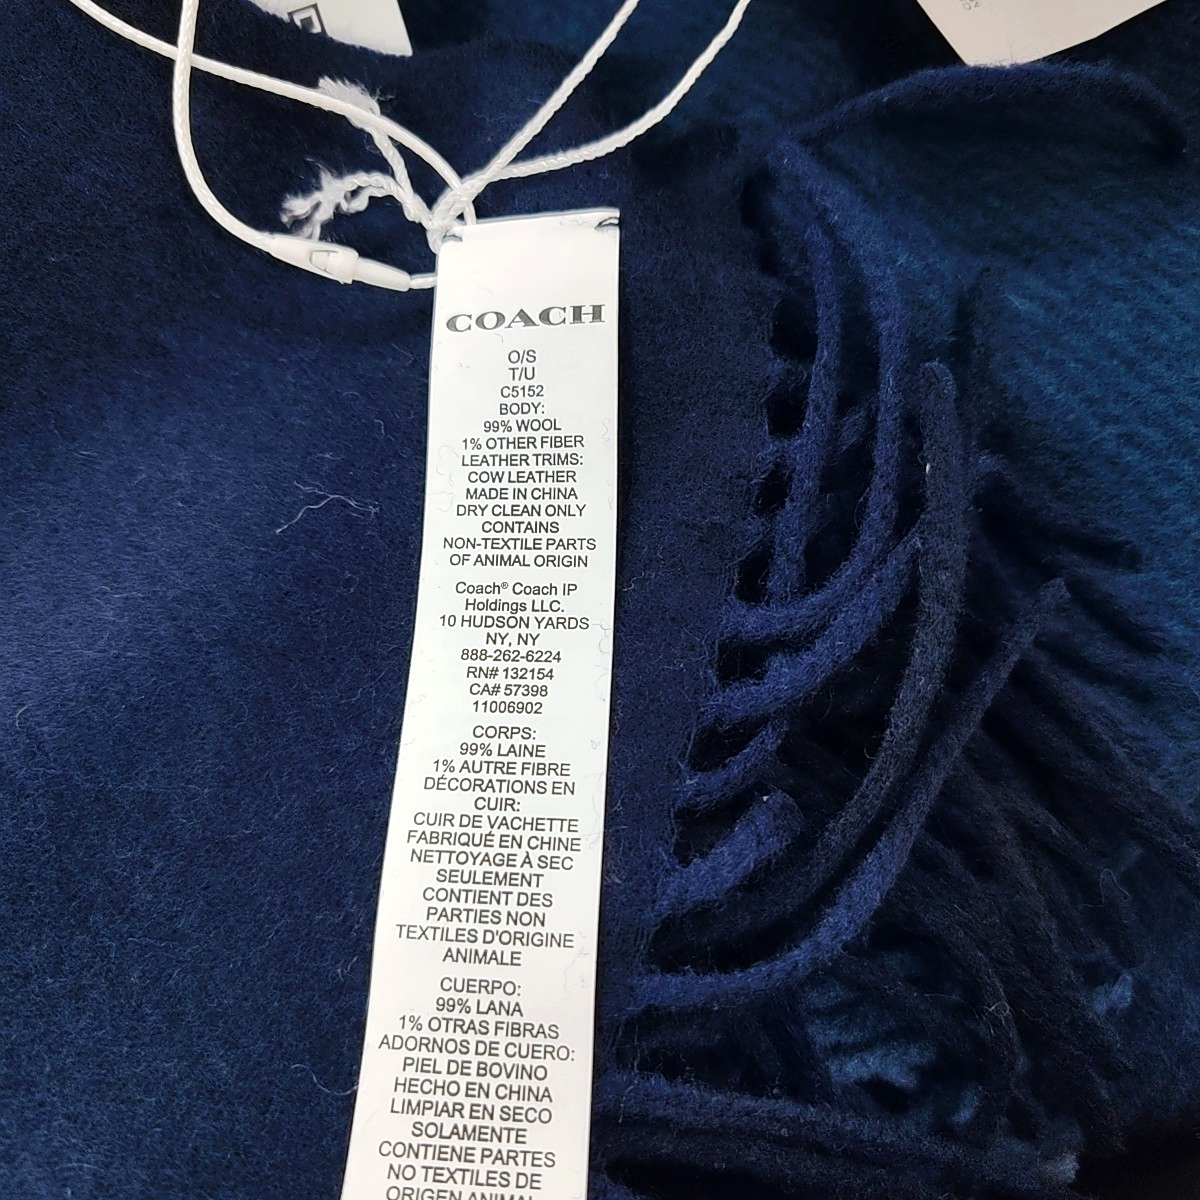 COACH
O/S
T/U
C5152
BODY:
99% WOOL
1% OTHER FIBER
LEATHER TRIMS:
COW LEATHER
MADE IN CHINA
DRY CLEAN ONLY
CONTAINS
NON-TEXTILE PARTS
OF ANIMAL ORIGIN
Coach® Coach IP
Holdings LLC.
10 HUDSON YARDS
NY, NY
888-262-6224
RN# 132154
CA# 57398
11006902
CORPS:
99% LAINE
1% AUTRE FIBRE
DÉCORATIONS EN
CUIR:
CUIR DE VACHETTE
FABRIQUÉ EN CHINE
NETTOYAGE À SEC
SEULEMENT
CONTIENT DES
PARTIES NON
TEXTILES D'ORIGINE
ANIMALE
CUERPO:
99% LANA
1% OTRAS FIBRAS
ADORNOS DE CUERO:
PIEL DE BOVINO
HECHO EN CHINA
LIMPIAR EN SECO
SOLAMENTE
CONTIENE PARTES
NO TEXTILES DE
ORIGEN ANIMAL